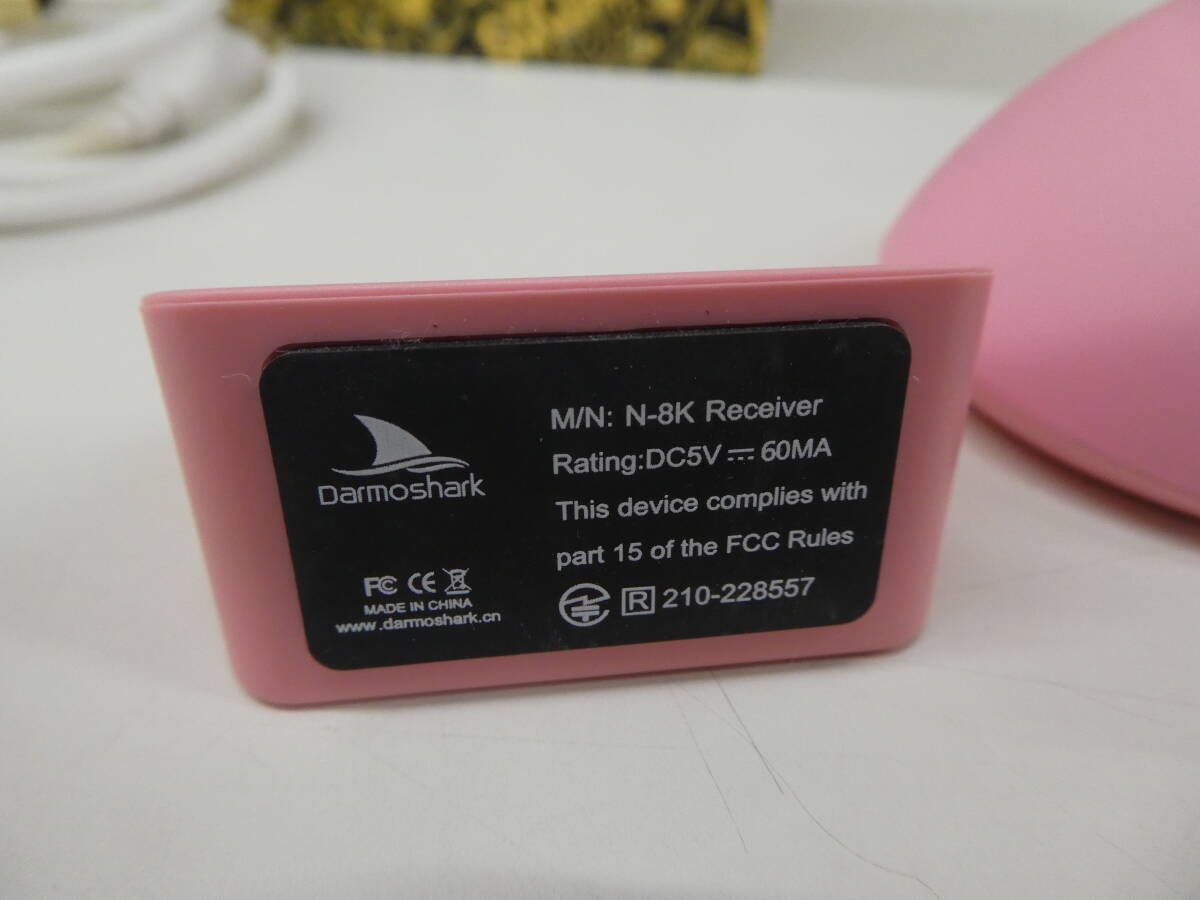 Darmoshark
FC CE
MADE IN CHINA
www.darmoshark.cn
M/N: N-8K Receiver
Rating:DC5V ⎓ 60MA
This device complies with
part 15 of the FCC Rules
R 210-228557